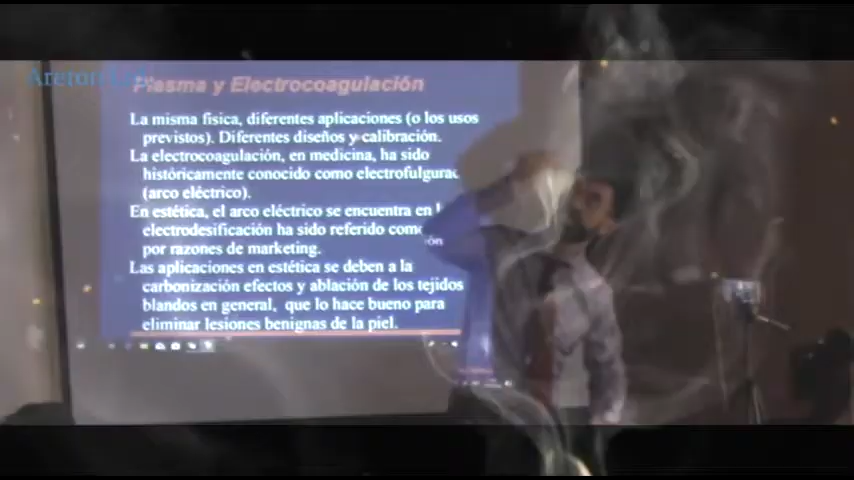 Plasma y Electrocoagulación
La misma física, diferentes aplicaciones (o los usos
previstos). Diferentes diseños y calibración.
La electrocoagulación, en medicina, ha sido
históricamente conocido como
(arco eléctrico).
En estética, el arco eléctrico se encuentra en
electrodesificación ha sido referido
por razones de marketing.
Las aplicaciones en estética se deben a la
carbonización efectos y ablación de los tejidos
blandos en general, que lo hace bueno para
eliminar lesiones benignas de la piel.